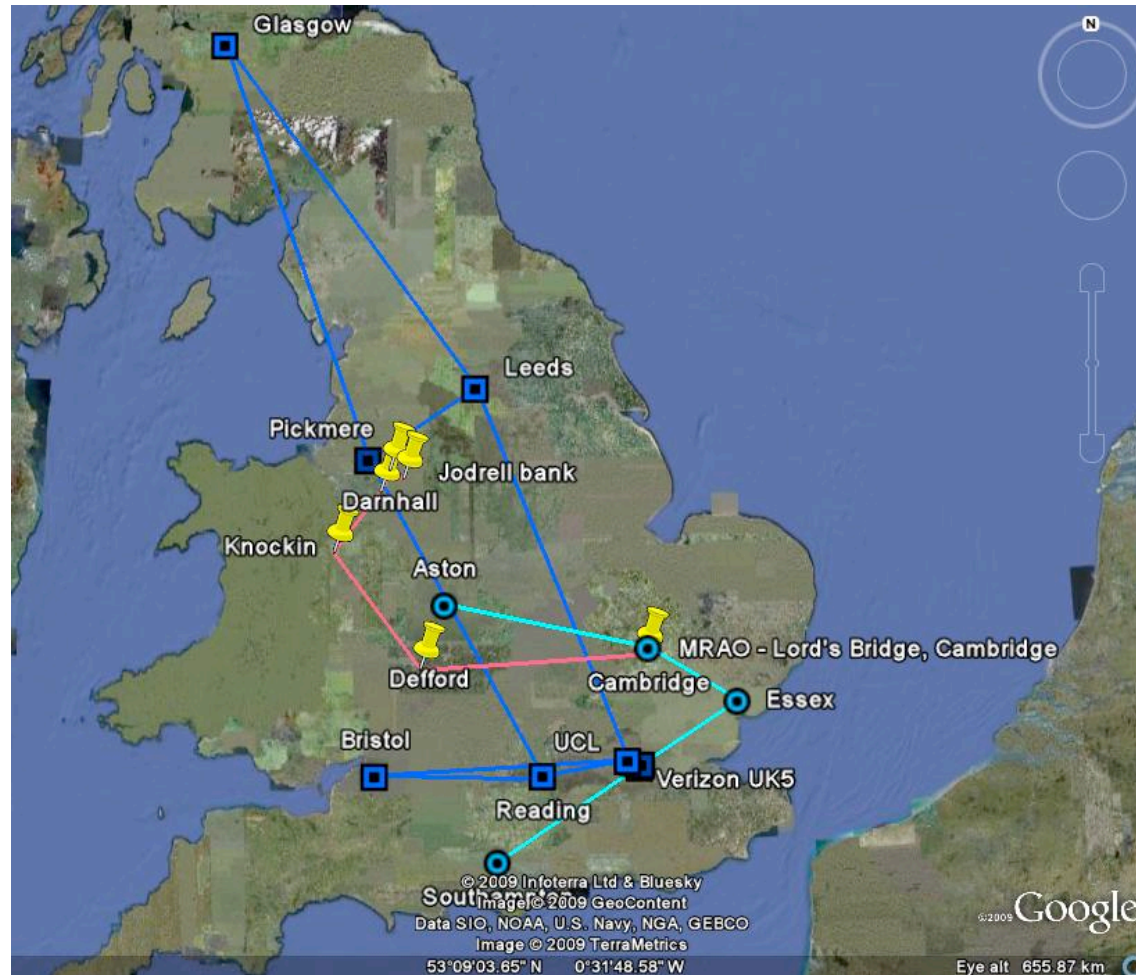 Glasgow
N
Leeds
Pickmere
Jodrell bank
Darnhall
Knockin
Aston
MRAO - Lord's Bridge, Cambridge
Defford
Cambridge
Essex
Bristol
UCL
Verizon UK5
Reading
Southampton
© 2009 Infoterra Ltd & Bluesky
Image © 2009 GeoContent
Data SIO, NOAA, U.S. Navy, NGA, GEBCO
Image © 2009 TerraMetrics
©2009 Google
53°09'03.65" N 0°31'48.58" W
Eye alt 655.87 km